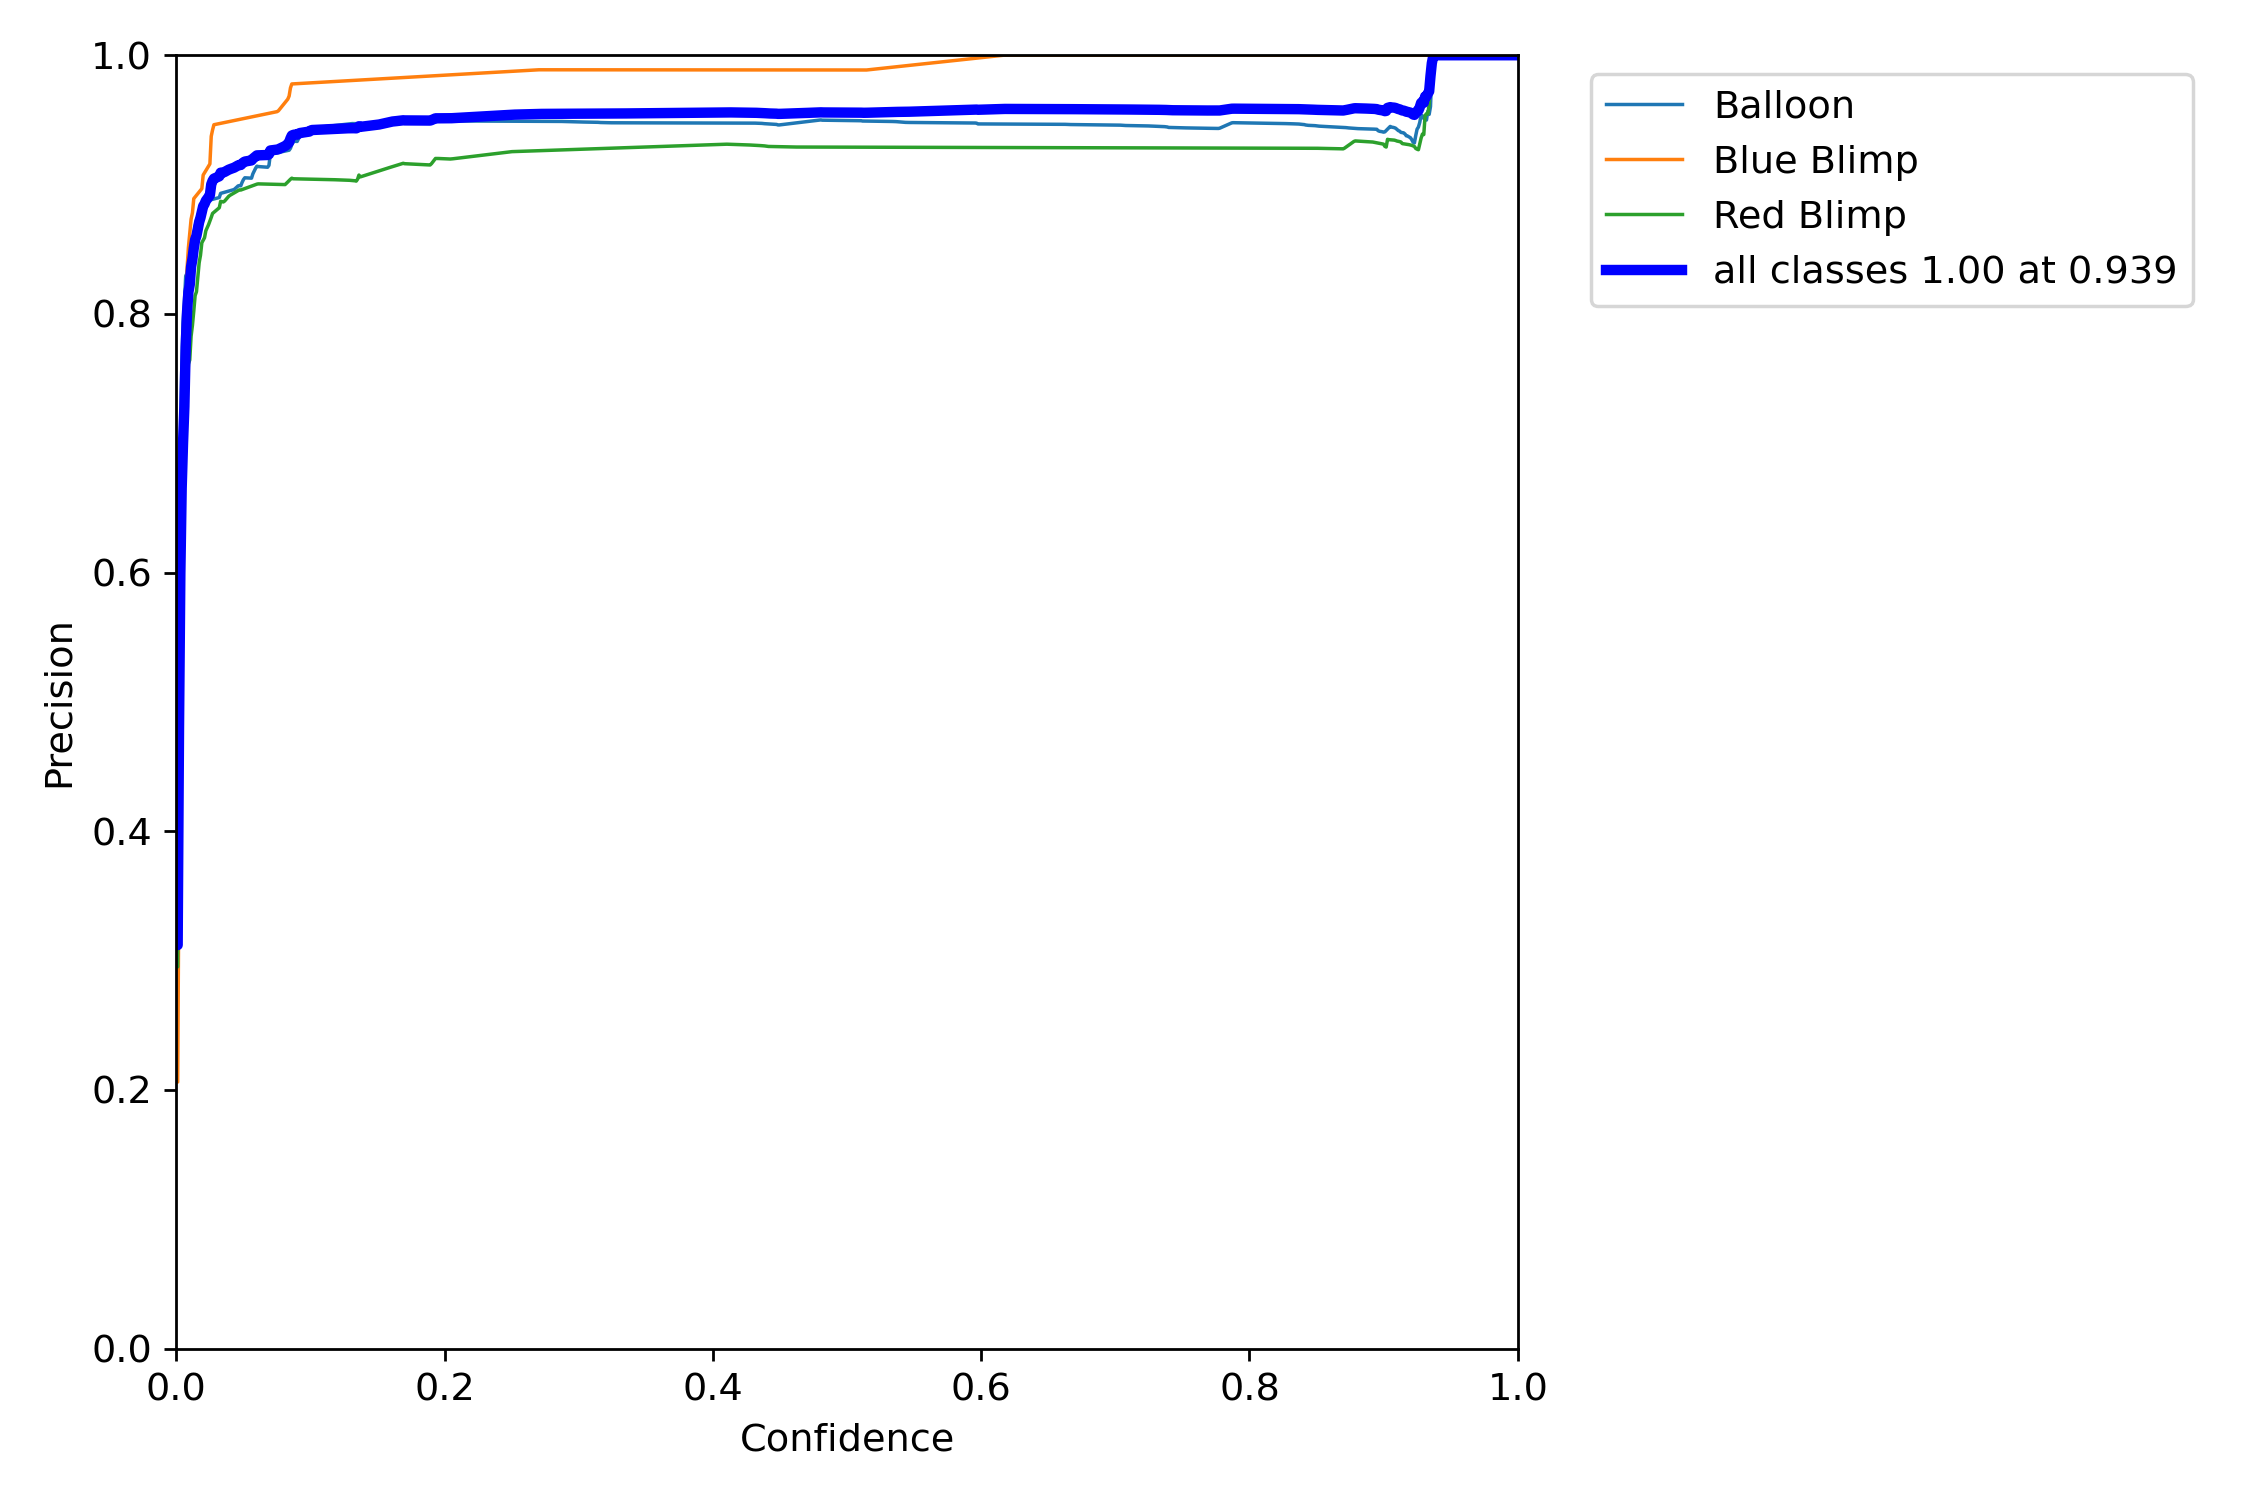 1.0
0.8
0.6
0.4
0.2
0.0
Precision
0.0 0.2 0.4 0.6 0.8 1.0
Confidence
Balloon
Blue Blimp
Red Blimp
all classes 1.00 at 0.939